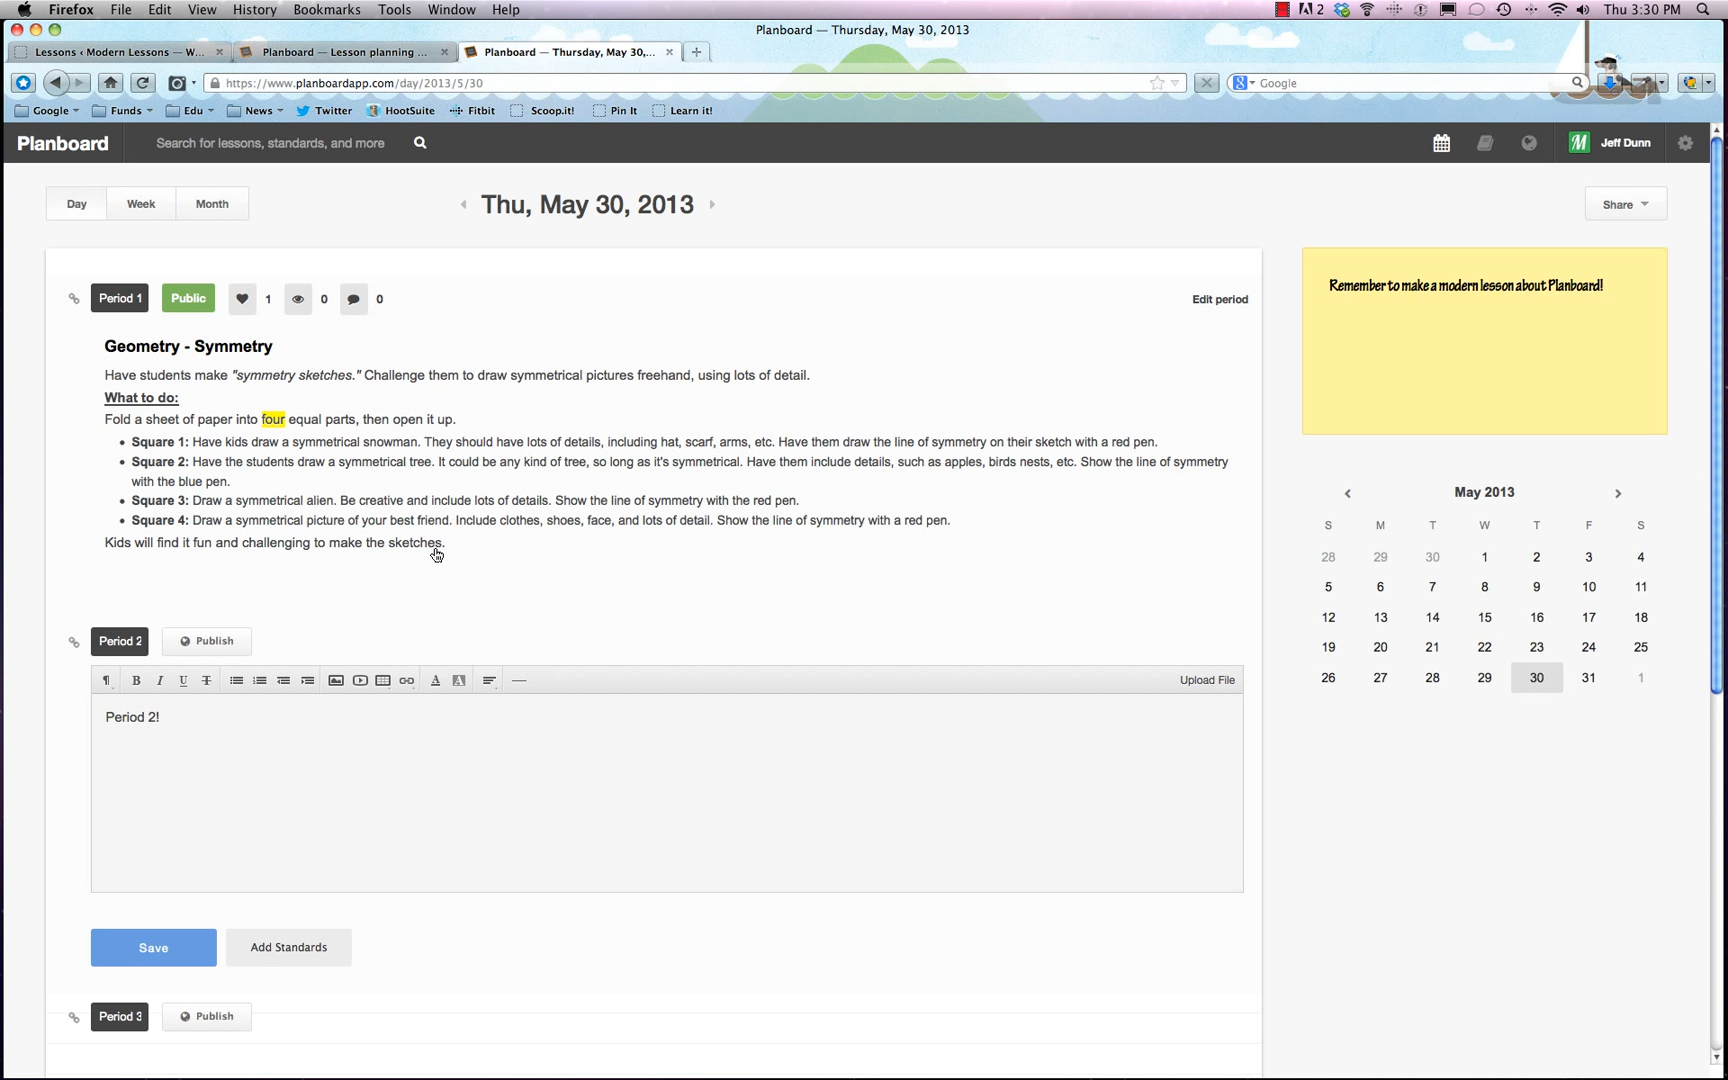 Firefox File Edit View History Bookmarks Tools Window Help
2
Thu 3:30 PM
Planboard — Thursday, May 30, 2013
Lessons ‹ Modern Lessons — W...
Planboard — Lesson planning ...
Planboard — Thursday, May 30,...
https://www.planboardapp.com/day/2013/5/30
Google
Google Funds Edu News Twitter HootSuite Fitbit Scoop.it! Pin It Learn it!
Planboard
Search for lessons, standards, and more
M Jeff Dunn
Day Week Month
Thu, May 30, 2013
Share
Period 1 Public 1 0 0
Edit period
Geometry - Symmetry
Have students make "symmetry sketches." Challenge them to draw symmetrical pictures freehand, using lots of detail.
What to do:
Fold a sheet of paper into four equal parts, then open it up.
• Square 1: Have kids draw a symmetrical snowman. They should have lots of details, including hat, scarf, arms, etc. Have them draw the line of symmetry on their sketch with a red pen.
• Square 2: Have the students draw a symmetrical tree. It could be any kind of tree, so long as it's symmetrical. Have them include details, such as apples, birds nests, etc. Show the line of symmetry
with the blue pen.
• Square 3: Draw a symmetrical alien. Be creative and include lots of details. Show the line of symmetry with the red pen.
• Square 4: Draw a symmetrical picture of your best friend. Include clothes, shoes, face, and lots of detail. Show the line of symmetry with a red pen.
Kids will find it fun and challenging to make the sketches.
Period 2 Publish
¶ B I U T A A
Upload File
Period 2!
Save
Add Standards
Period 3 Publish
Remember to make a modern lesson about Planboard!
May 2013
S M T W T F S
28 29 30 1 2 3 4
5 6 7 8 9 10 11
12 13 14 15 16 17 18
19 20 21 22 23 24 25
26 27 28 29 30 31 1